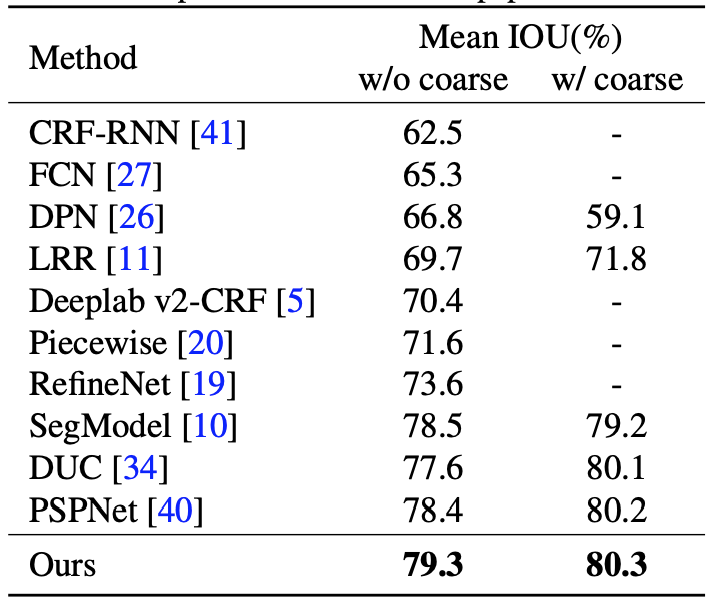 Method Mean IOU(%)
w/o coarse w/ coarse
CRF-RNN [41] 62.5 -
FCN [27] 65.3 -
DPN [26] 66.8 59.1
LRR [11] 69.7 71.8
Deeplab v2-CRF [5] 70.4 -
Piecewise [20] 71.6 -
RefineNet [19] 73.6 -
SegModel [10] 78.5 79.2
DUC [34] 77.6 80.1
PSPNet [40] 78.4 80.2
Ours 79.3 80.3